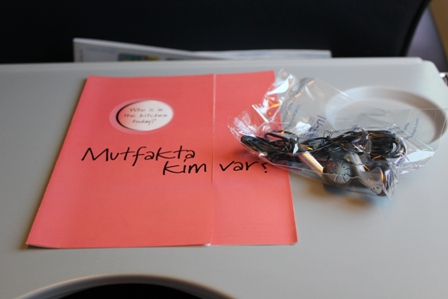 Who is in
the kitchen
today?
Mutfakta
kim var?